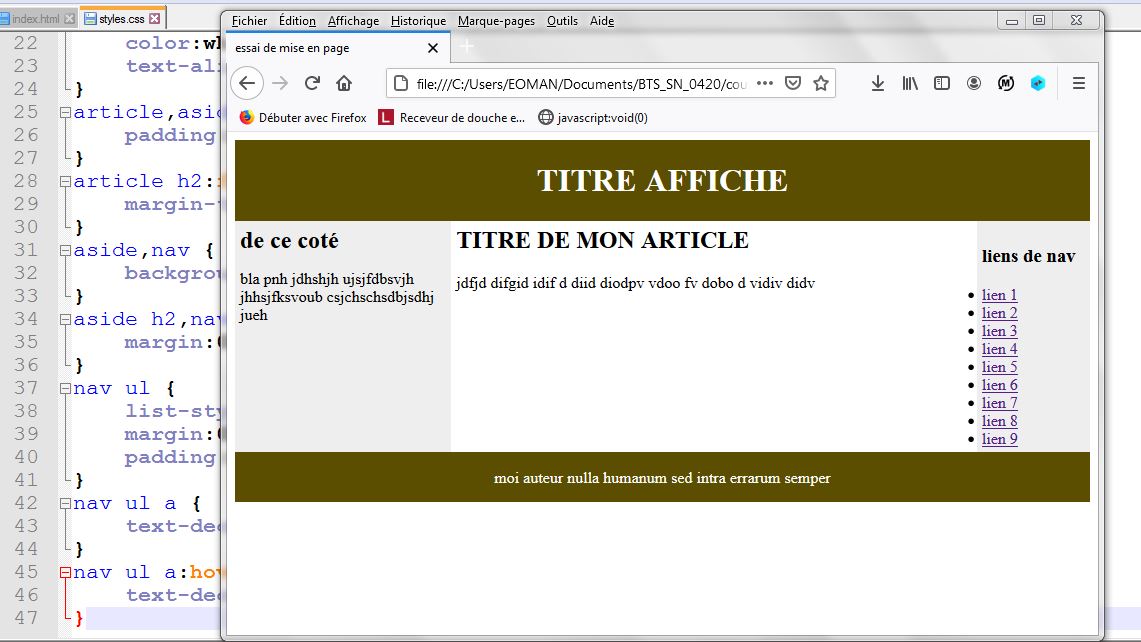 index.html styles.css
22 color:wh
23 text-ali
24 }
25 article,asid
26 padding
27 }
28 article h2:
29 margin-
30 }
31 aside,nav {
32 backgrou
33 }
34 aside h2,nav
35 margin:0
36 }
37 nav ul {
38 list-sty
39 margin:0
40 padding
41 }
42 nav ul a {
43 text-dec
44 }
45 nav ul a:hov
46 text-dec
47 }
Fichier Édition Affichage Historique Marque-pages Outils Aide
essai de mise en page
file:///C:/Users/EOMAN/Documents/BTS_SN_0420/cou
Débuter avec Firefox L Receveur de douche e... javascript:void(0)
TITRE AFFICHE
de ce coté
bla pnh jdhshjh ujsjfdbsvjh
jhhsjfksvoub csjchschsdbjsdhj
jueh
TITRE DE MON ARTICLE
jdfjd difgid idif d diid diodpv vdoo fv dobo d vidiv didv
liens de nav
lien 1
lien 2
lien 3
lien 4
lien 5
lien 6
lien 7
lien 8
lien 9
moi auteur nulla humanum sed intra errarum semper